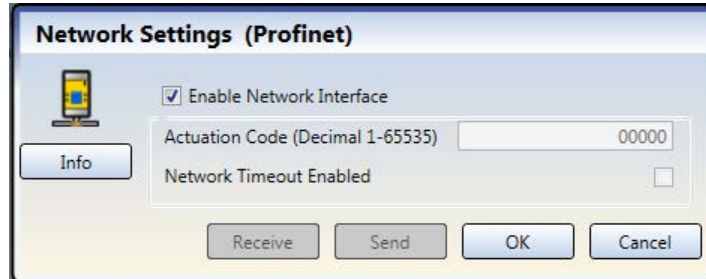 Network Settings (Profinet)
Enable Network Interface
Actuation Code (Decimal 1-65535) 00000
Info
Network Timeout Enabled
Receive Send OK Cancel